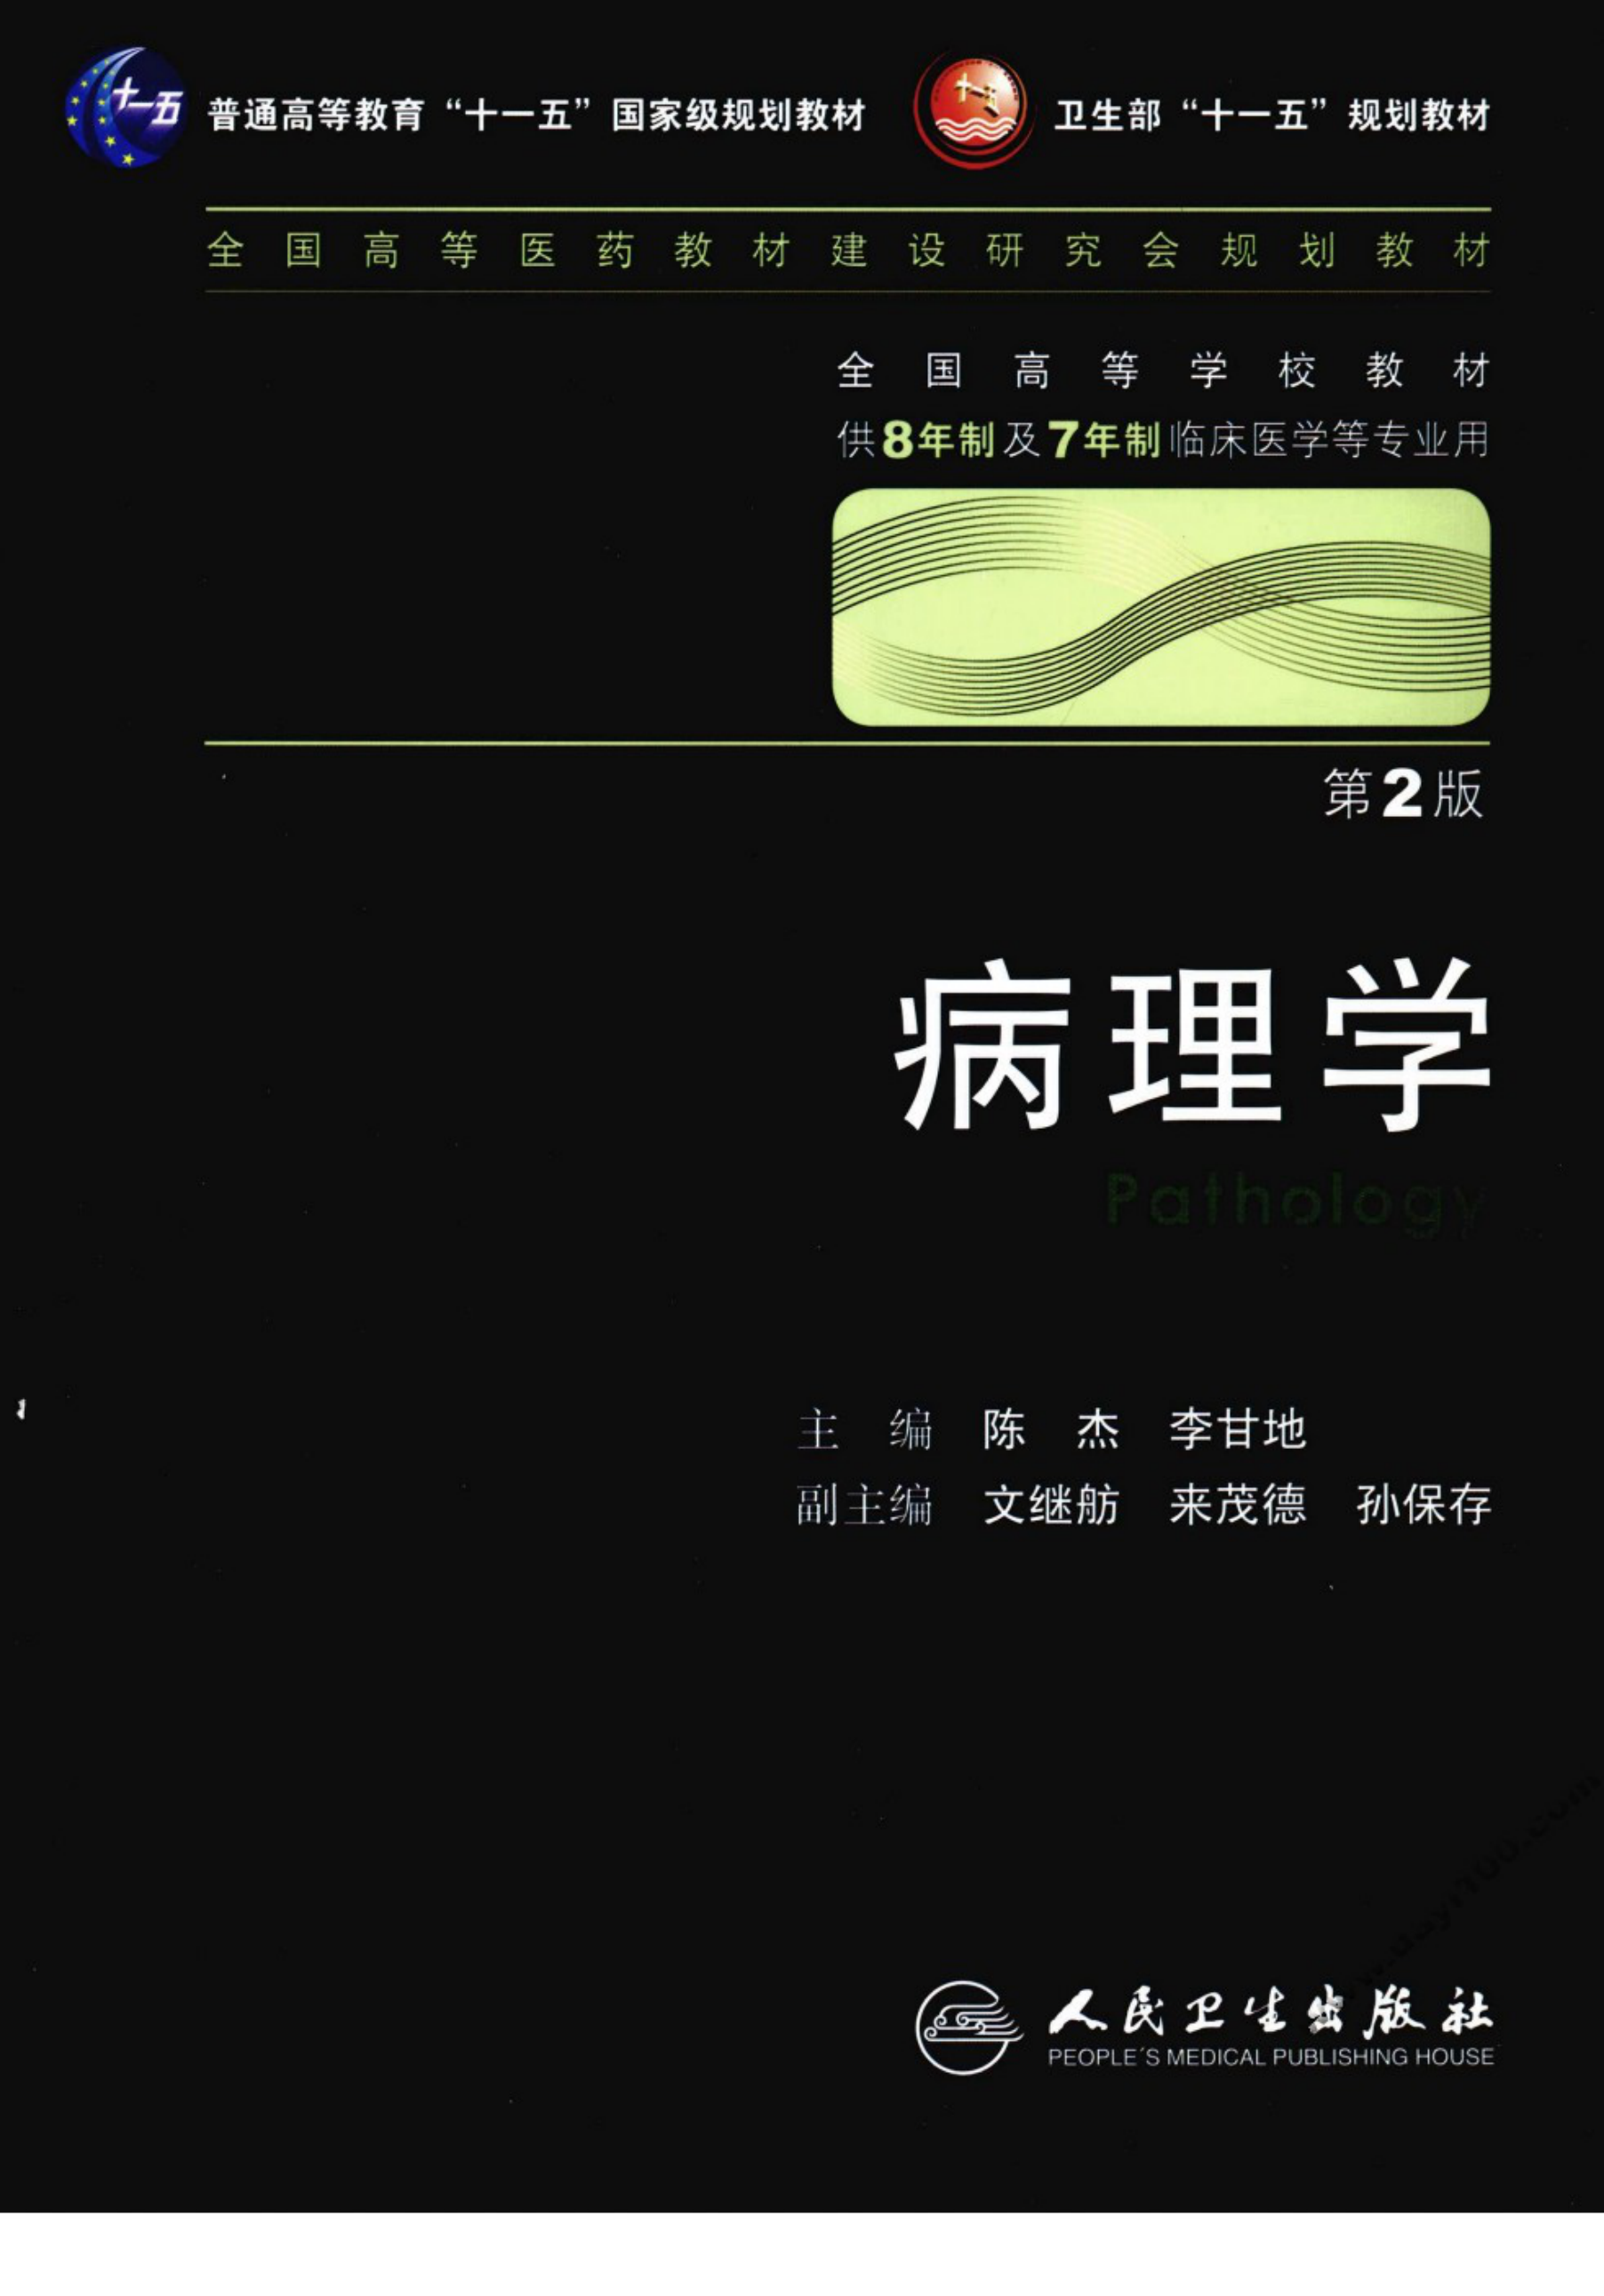 十一五 普通高等教育“十一五”国家级规划教材 十一五 卫生部“十一五”规划教材
全国高等医药教材建设研究会规划教材
全国高等学校教材
供8年制及7年制临床医学等专业用
第2版
病理学
Pathology
主 编 陈 杰 李甘地
副主编 文继舫 来茂德 孙保存
人民卫生出版社
PEOPLE'S MEDICAL PUBLISHING HOUSE